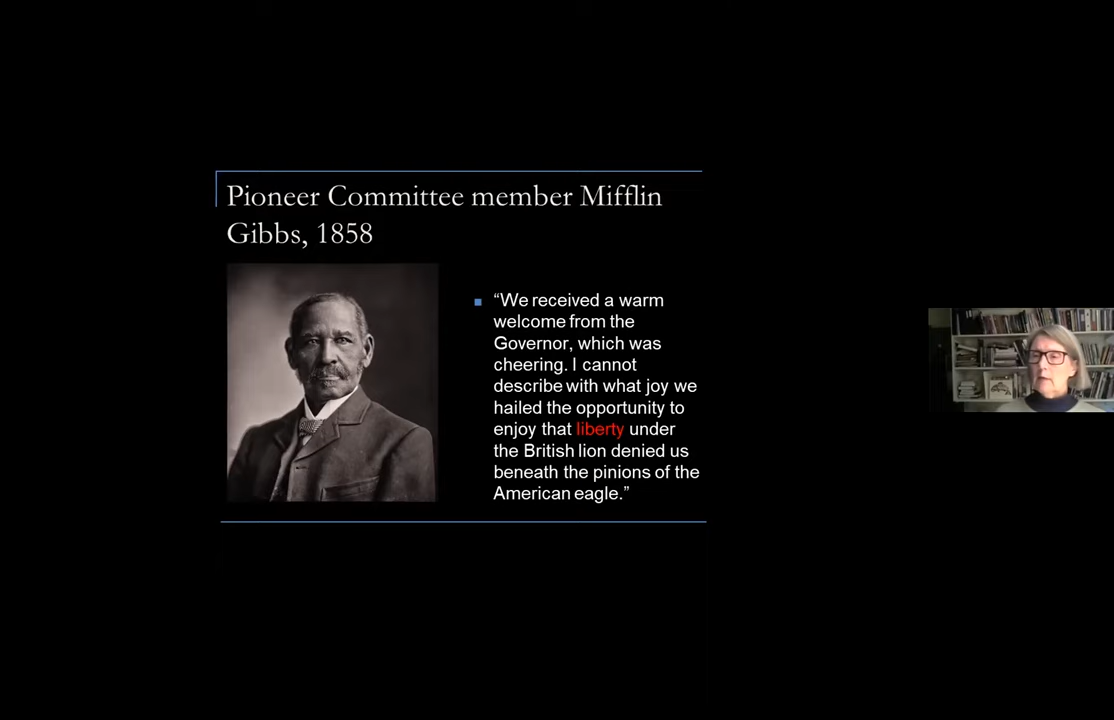 Pioneer Committee member Mifflin
Gibbs, 1858
“We received a warm
welcome from the
Governor, which was
cheering. I cannot
describe with what joy we
hailed the opportunity to
enjoy that liberty under
the British lion denied us
beneath the pinions of the
American eagle.”